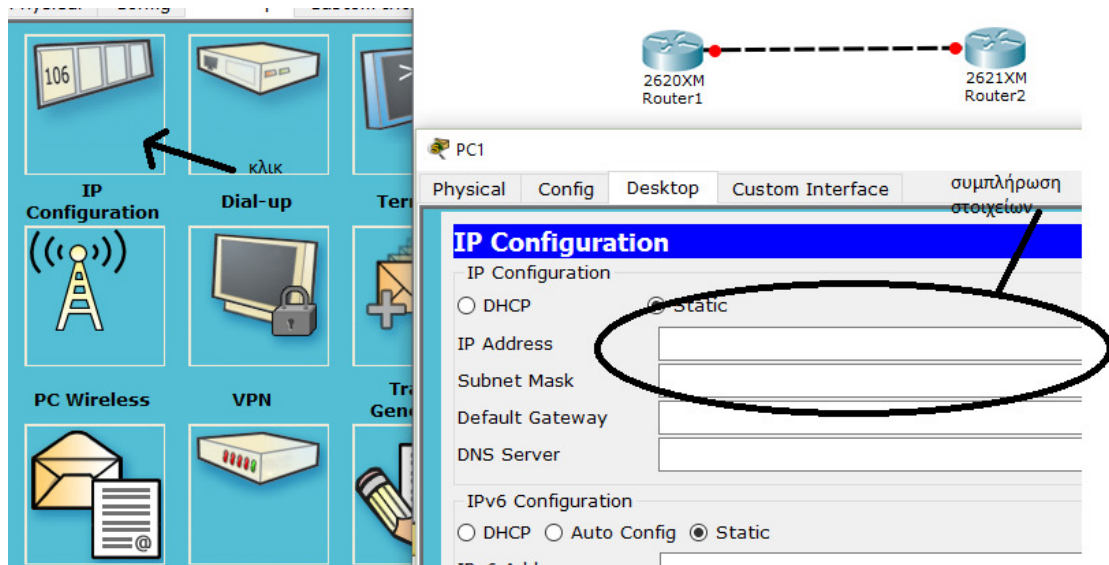 106
κλικ
IP
Configuration
Dial-up
PC Wireless
VPN
2620XM
Router1
2621XM
Router2
PC1
Physical Config Desktop Custom Interface
συμπλήρωση
στοιχείων
IP Configuration
IP Configuration
DHCP Static
IP Address
Subnet Mask
Default Gateway
DNS Server
IPv6 Configuration
DHCP Auto Config Static